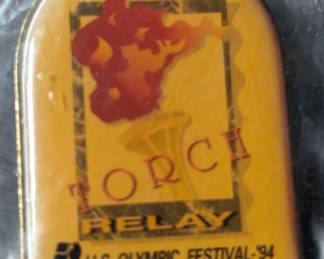 TORCH
RELAY
U.S. OLYMPIC FESTIVAL-'94